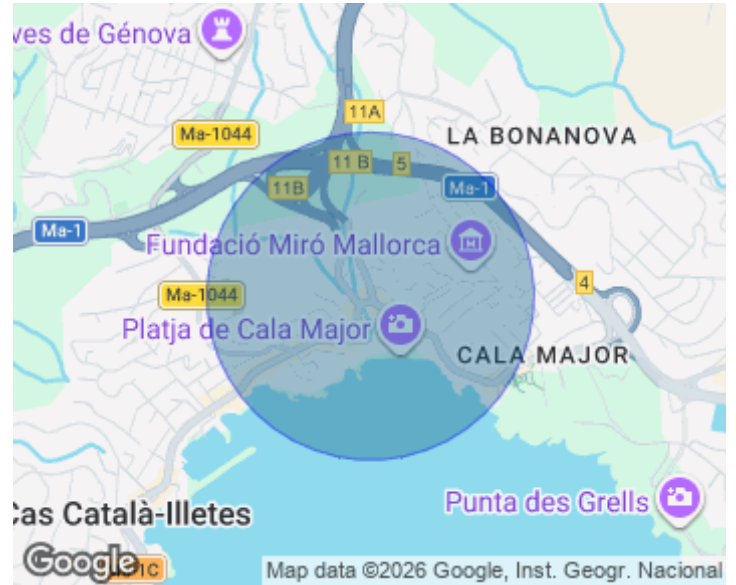 ves de Génova
11A
Ma-1044
LA BONANOVA
11 B
5
11B
Ma-1
Ma-1
Fundació Miró Mallorca
4
Ma-1044
Platja de Cala Major
CALA MAJOR
Punta des Grells
Cas Català-Illetes
Google
1C
Map data ©2026 Google, Inst. Geogr. Nacional